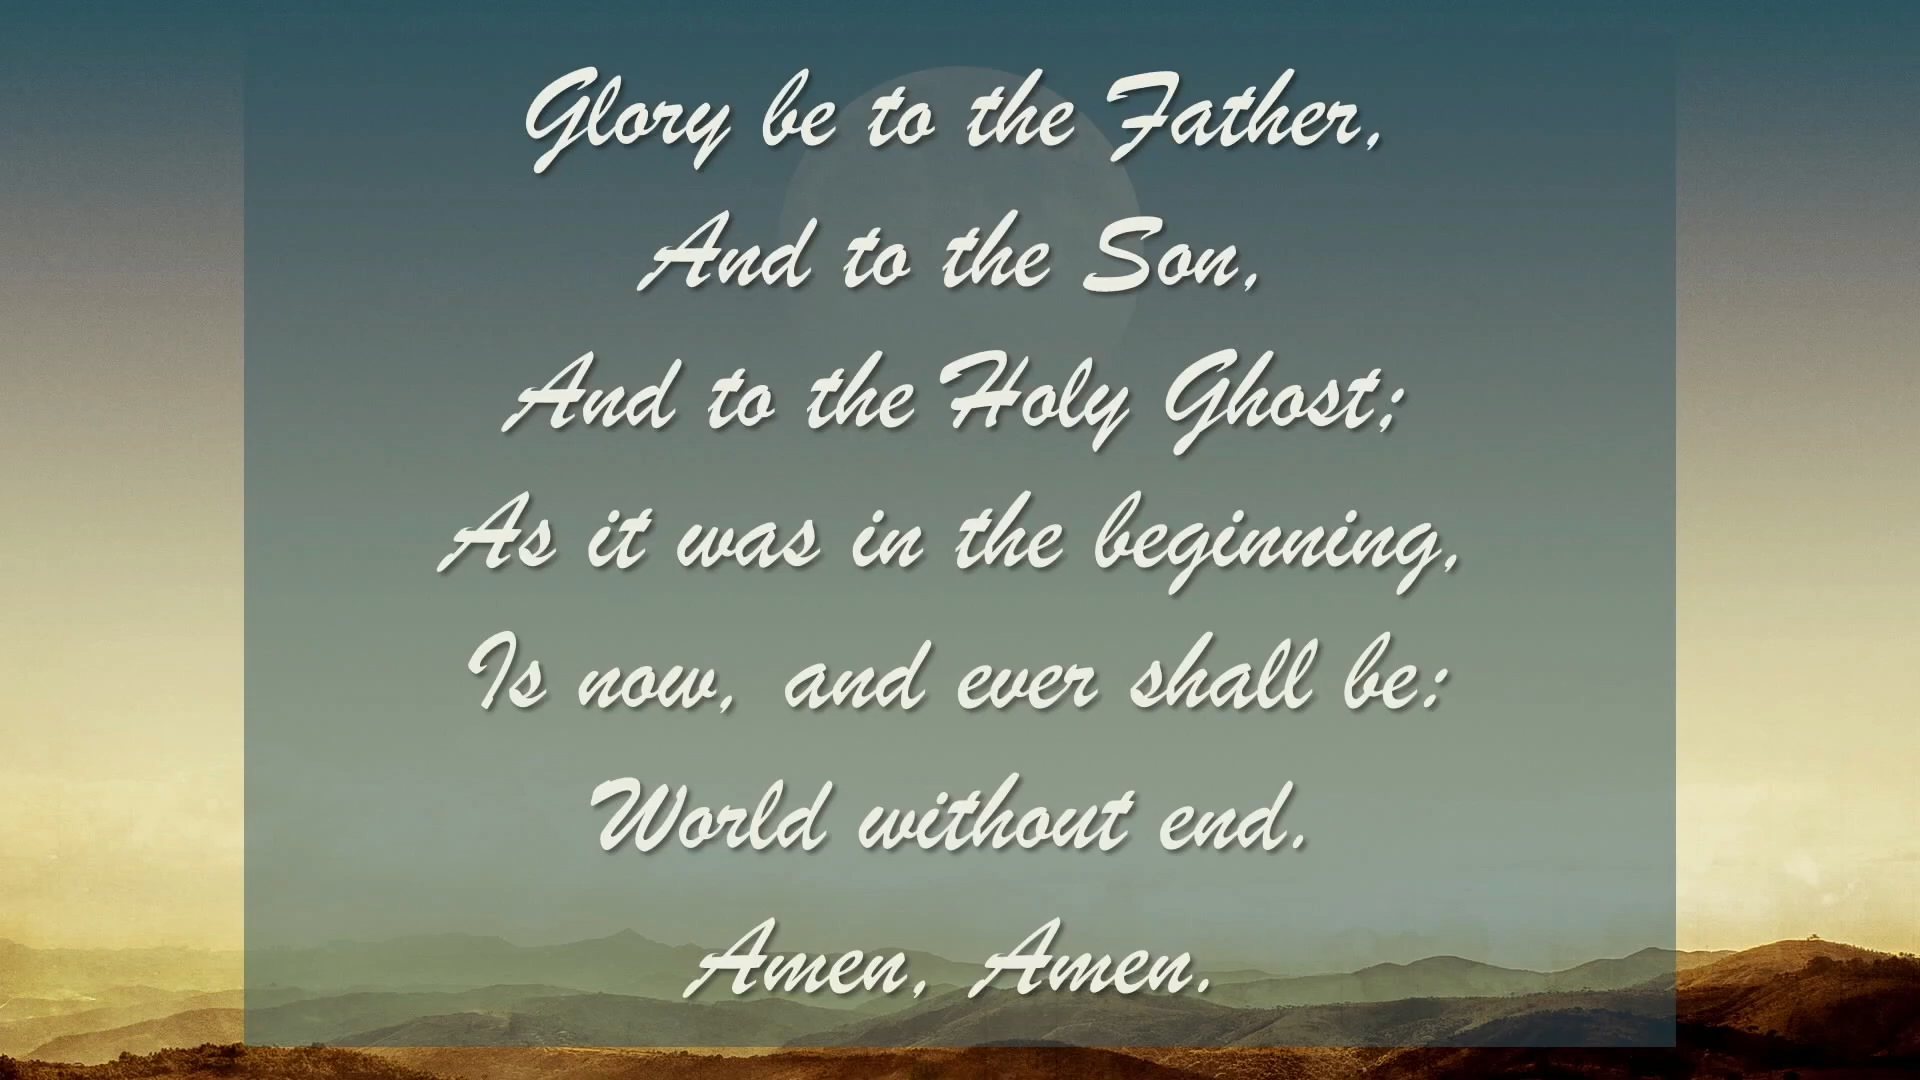 Glory be to the Father,
And to the Son,
And to the Holy Ghost;
As it was in the beginning,
Is now, and ever shall be:
World without end.
Amen, Amen.